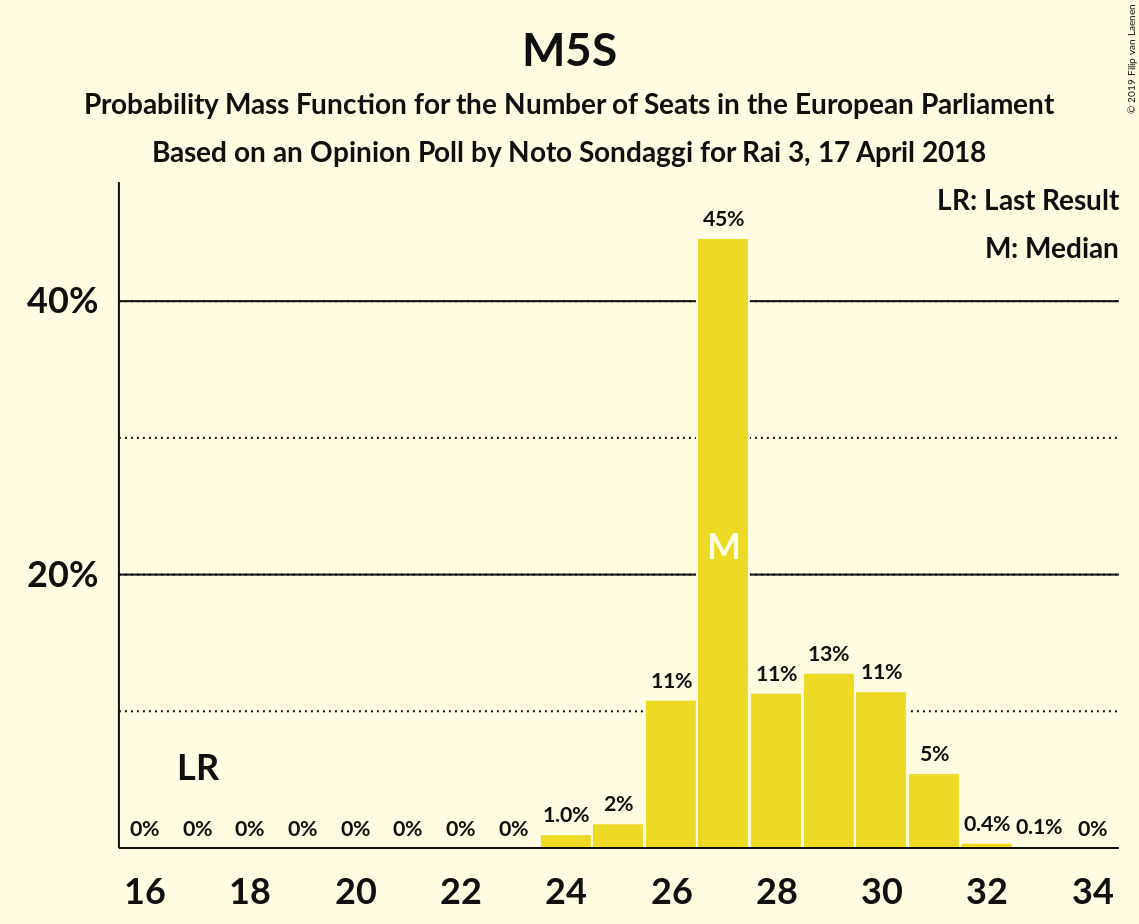 M5S
Probability Mass Function for the Number of Seats in the European Parliament
Based on an Opinion Poll by Noto Sondaggi for Rai 3, 17 April 2018
© 2019 Filip van Laenen
LR: Last Result
M: Median
40%
20%
45%
M
LR
0% 0% 0% 0% 0% 0% 0% 0% 1.0% 2% 11% 11% 13% 11% 5% 0.4% 0.1% 0%
16 18 20 22 24 26 28 30 32 34